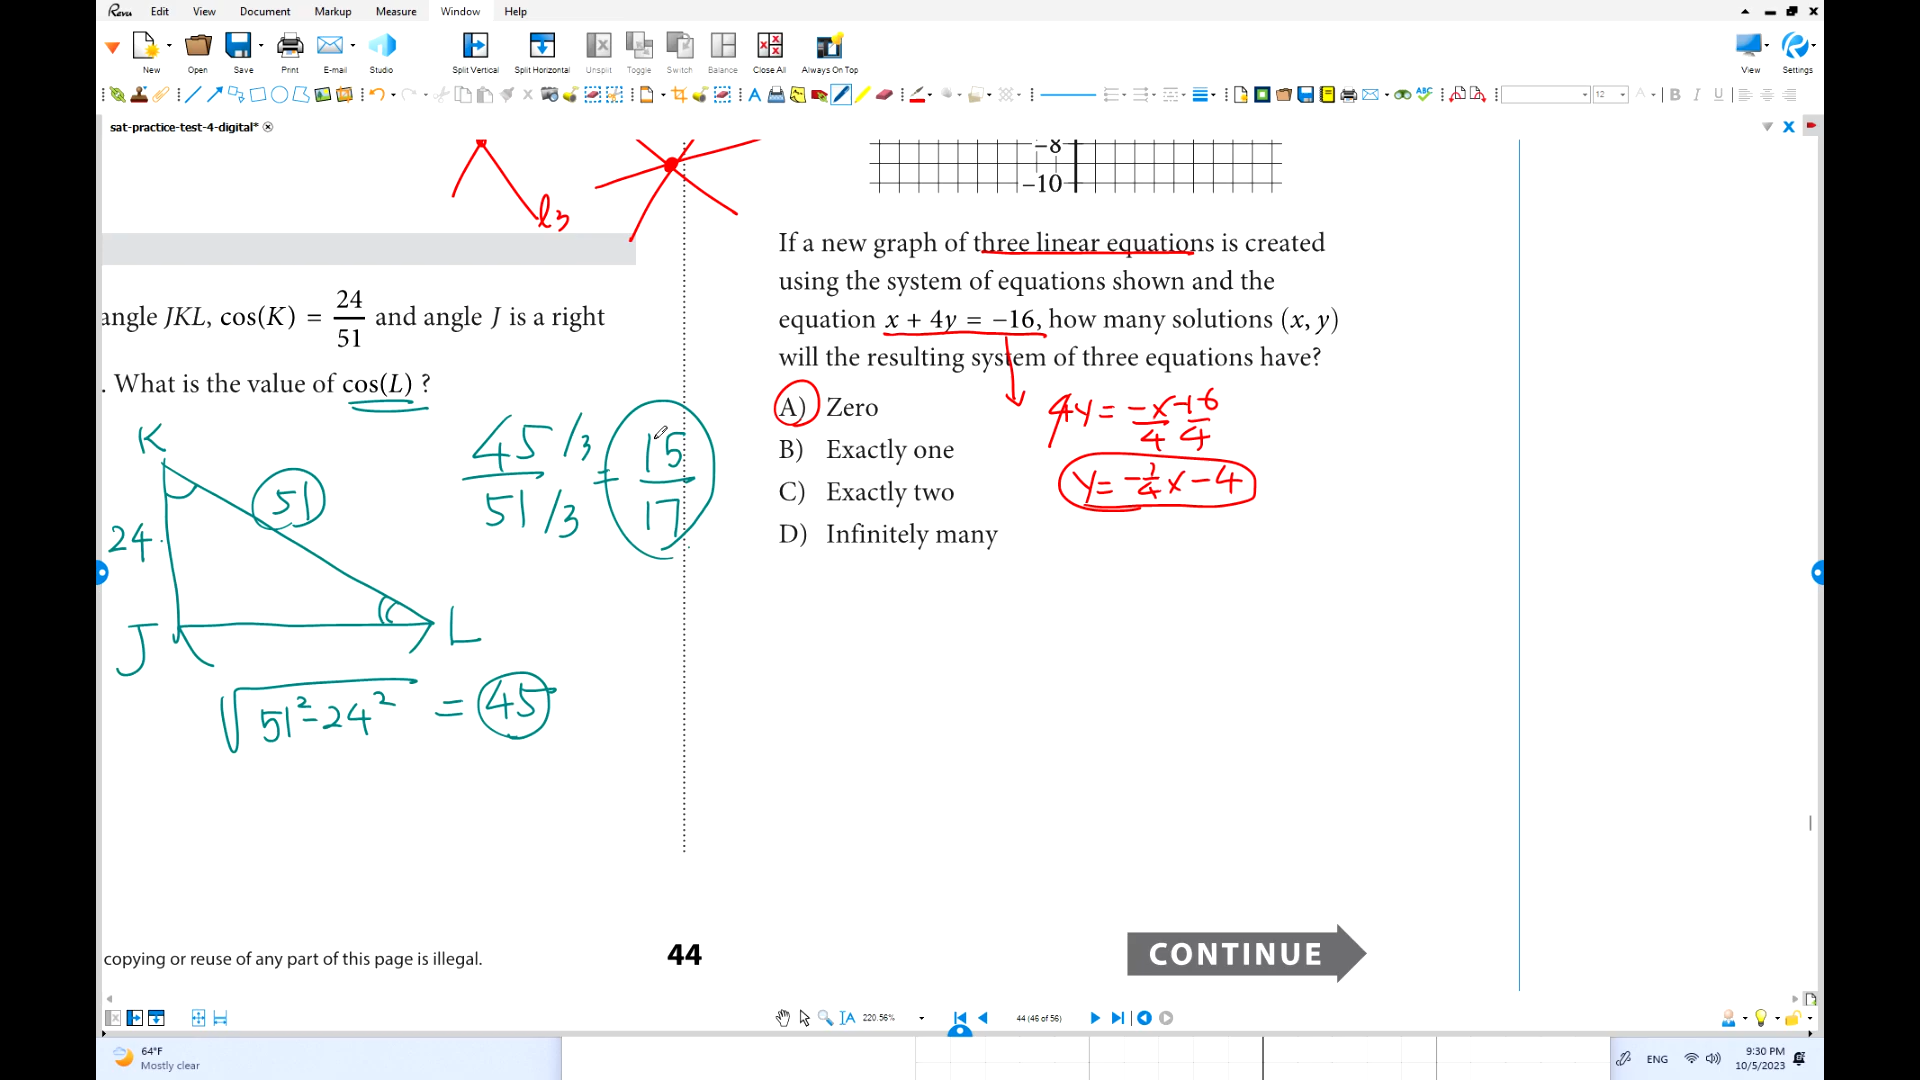 Revu Edit View Document Markup Measure Window Help
New Open Save Print E-mail Studio Split Vertical Split Horizontal Unsplit Toggle Switch Balance Close All Always On Top View Settings
12
sat-practice-test-4-digital*
l3
angle JKL, cos(K) = 24/51 and angle J is a right
. What is the value of cos(L) ?
K
51
24
J
L
45/3
51/3
= 15/17
√51²-24² = 45
-8
-10
If a new graph of three linear equations is created
using the system of equations shown and the
equation x + 4y = −16, how many solutions (x, y)
will the resulting system of three equations have?
A) Zero
B) Exactly one
C) Exactly two
D) Infinitely many
4y = -x-16
4 4
y = -1/4x - 4
copying or reuse of any part of this page is illegal.
44
CONTINUE
220.56%
44 (46 of 56)
64°F
Mostly clear
ENG
9:30 PM
10/5/2023